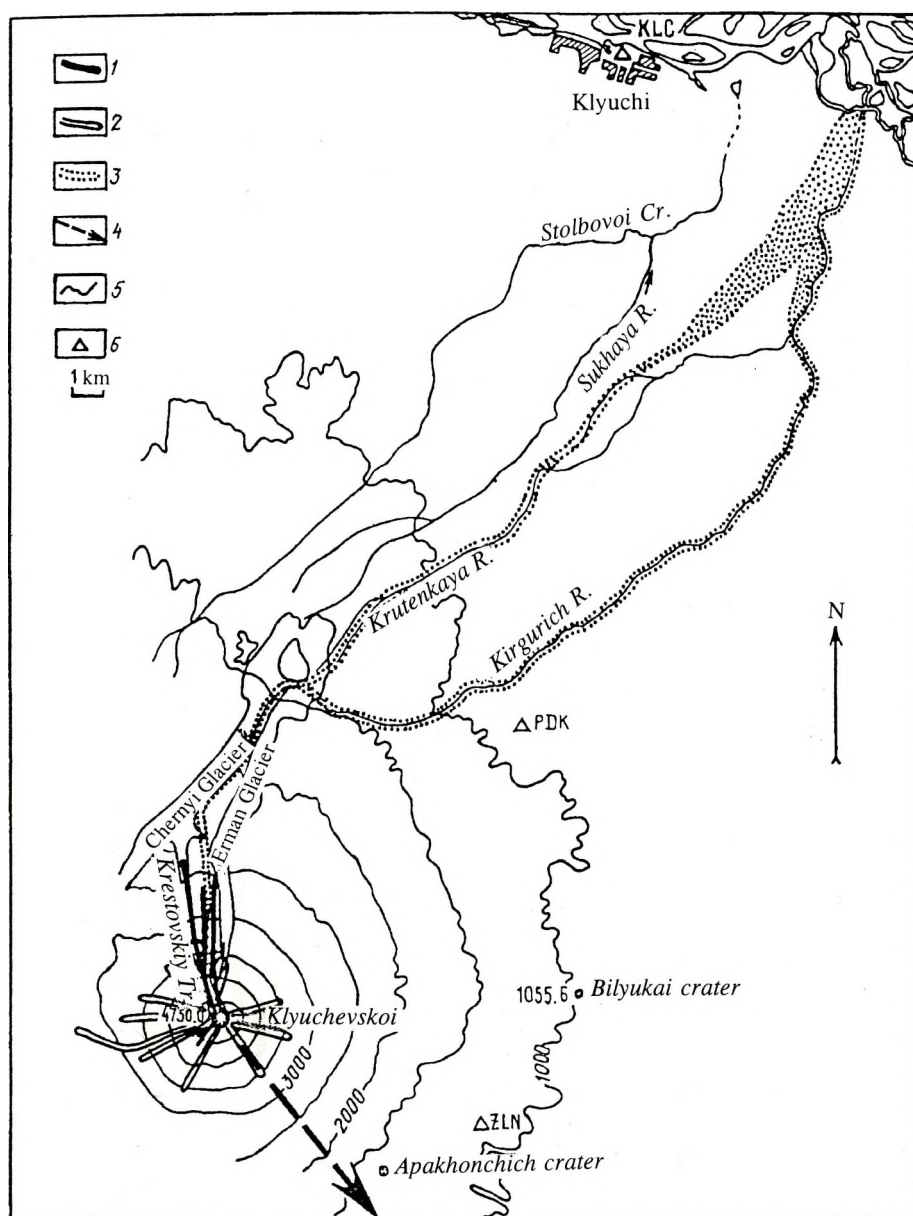 KLC
Klyuchi
1
2
3
4
5
6
1 km
Stolbovoi Cr.
Sukhaya R.
Krutenkaya R.
Kirgurich R.
N
PDK
Chernyi Glacier
Erman Glacier
Krestovskiy Tr.
1055.6
Bilyukai crater
4750.0
Klyuchevskoi
3000
2000
1000
ZLN
Apakhonchich crater